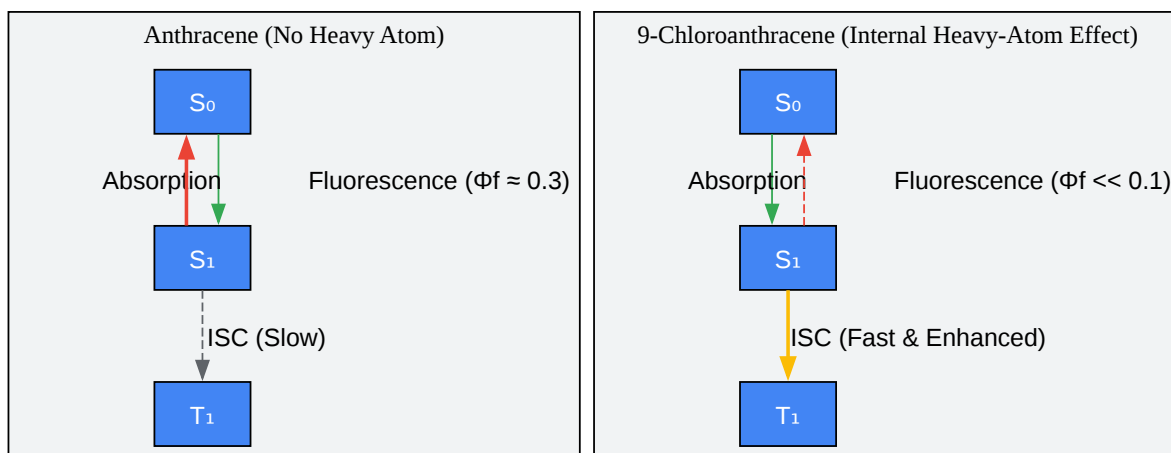 Anthracene (No Heavy Atom)
S₀
Absorption
Fluorescence (Φf ≈ 0.3)
S₁
ISC (Slow)
T₁
9-Chloroanthracene (Internal Heavy-Atom Effect)
S₀
Absorption
Fluorescence (Φf << 0.1)
S₁
ISC (Fast & Enhanced)
T₁